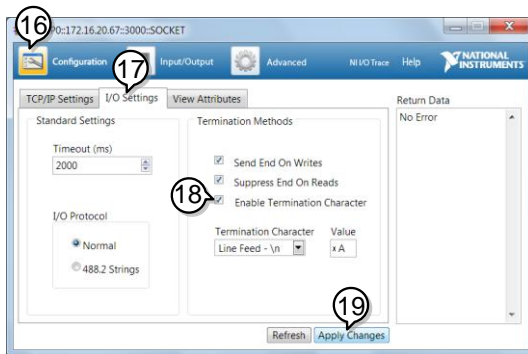 16
P0::172.16.20.67::3000::SOCKET
Configuration
17
Input/Output
Advanced
NI I/O Trace
Help
NATIONAL
INSTRUMENTS
TCP/IP Settings
I/O Settings
View Attributes
Return Data
Standard Settings
Termination Methods
No Error
Timeout (ms)
2000
Send End On Writes
Suppress End On Reads
18
Enable Termination Character
I/O Protocol
Normal
488.2 Strings
Termination Character
Value
Line Feed - \n
x A
19
Refresh
Apply Changes